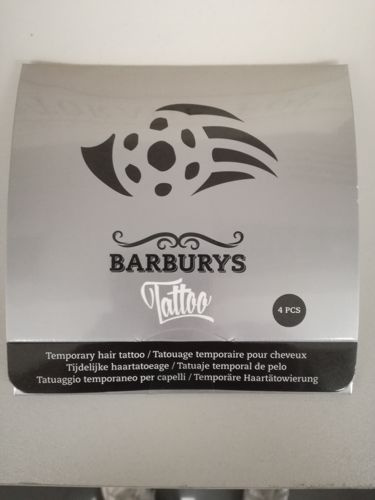 BARBURYS
Tattoo
4 PCS
Temporary hair tattoo / Tatouage temporaire pour cheveux
Tijdelijke haartatoeage / Tatuaje temporal de pelo
Tatuaggio temporaneo per capelli / Temporäre Haartätowierung